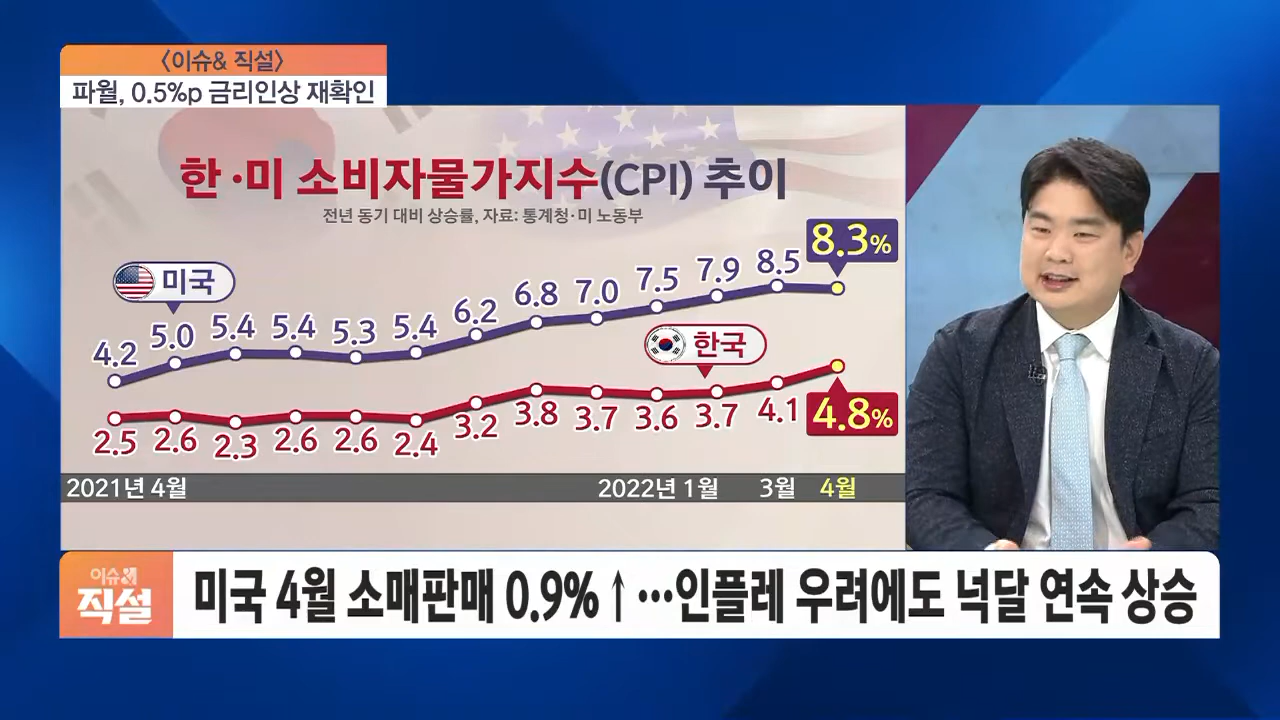 〈이슈& 직설〉
파월, 0.5%p 금리인상 재확인
한·미 소비자물가지수(CPI) 추이
전년 동기 대비 상승률, 자료: 통계청·미 노동부
미국
4.2 5.0 5.4 5.4 5.3 5.4 6.2 6.8 7.0 7.5 7.9 8.5 8.3%
한국
2.5 2.6 2.3 2.6 2.6 2.4 3.2 3.8 3.7 3.6 3.7 4.1 4.8%
2021년 4월 2022년 1월 3월 4월
이슈&
직설
미국 4월 소매판매 0.9%↑…인플레 우려에도 넉달 연속 상승